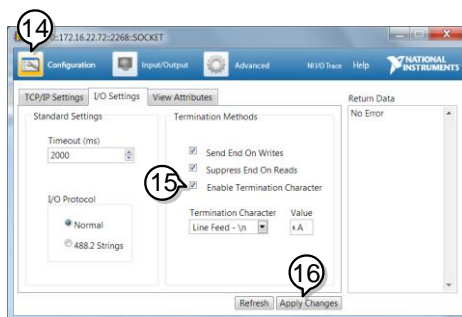 14
::172.16.22.72::2268::SOCKET
Configuration Input/Output Advanced NI I/O Trace Help NATIONAL INSTRUMENTS
TCP/IP Settings I/O Settings View Attributes
Return Data
Standard Settings
Termination Methods
No Error
Timeout (ms)
2000
Send End On Writes
Suppress End On Reads
15
Enable Termination Character
I/O Protocol
Normal
488.2 Strings
Termination Character Value
Line Feed - \n x A
16
Refresh Apply Changes